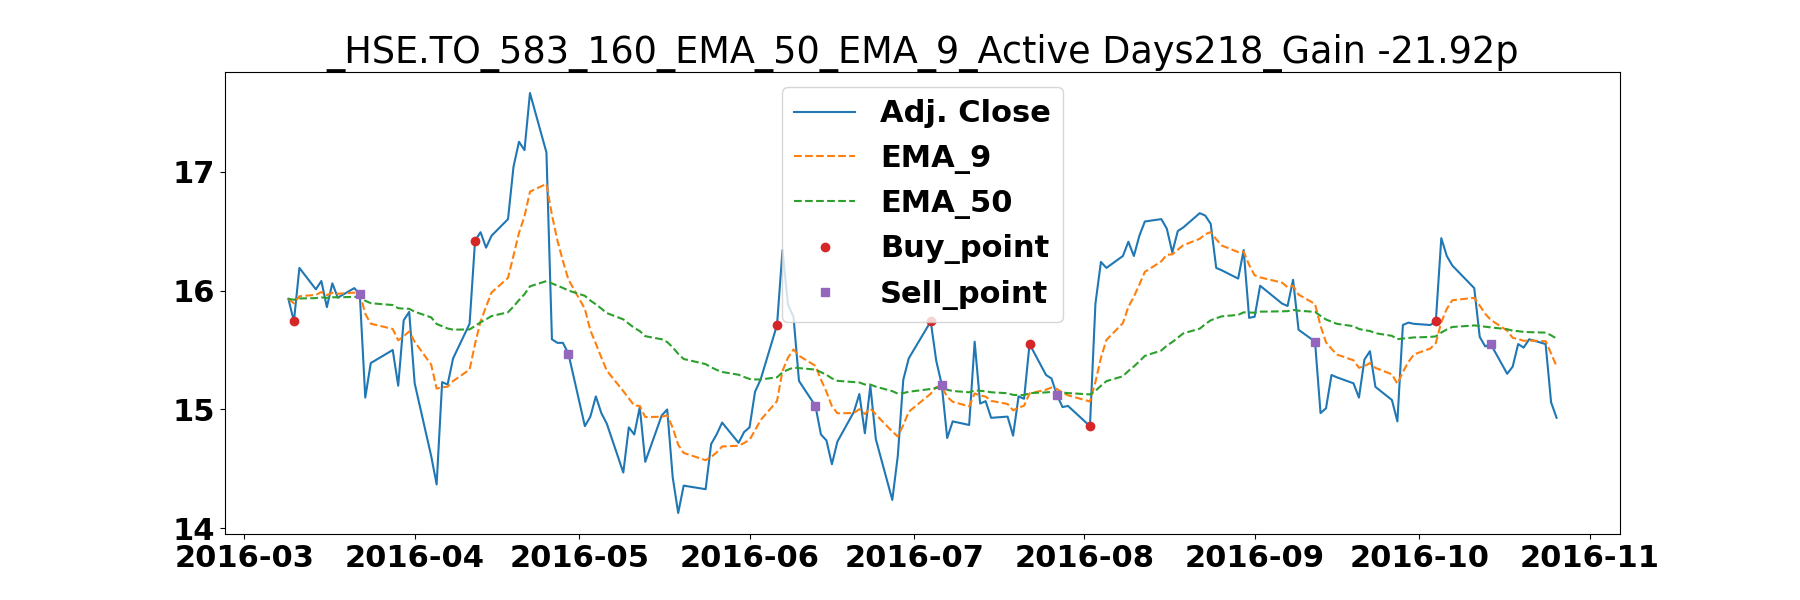 _HSE.TO_583_160_EMA_50_EMA_9_Active Days218_Gain -21.92p
Adj. Close
EMA_9
EMA_50
Buy_point
Sell_point
17
16
15
14
2016-03 2016-04 2016-05 2016-06 2016-07 2016-08 2016-09 2016-10 2016-11